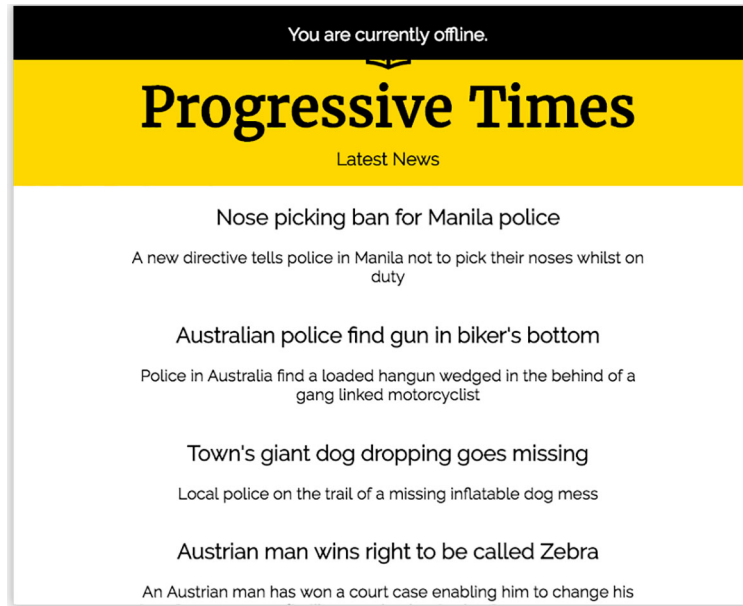 You are currently offline.
Progressive Times
Latest News
Nose picking ban for Manila police
A new directive tells police in Manila not to pick their noses whilst on
duty
Australian police find gun in biker's bottom
Police in Australia find a loaded hangun wedged in the behind of a
gang linked motorcyclist
Town's giant dog dropping goes missing
Local police on the trail of a missing inflatable dog mess
Austrian man wins right to be called Zebra
An Austrian man has won a court case enabling him to change his